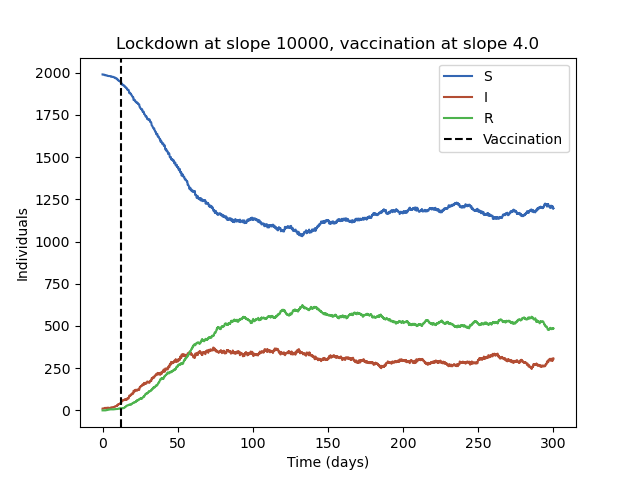 Lockdown at slope 10000, vaccination at slope 4.0
2000
1750
1500
1250
1000
750
500
250
0
Individuals
S
I
R
Vaccination
0 50 100 150 200 250 300
Time (days)